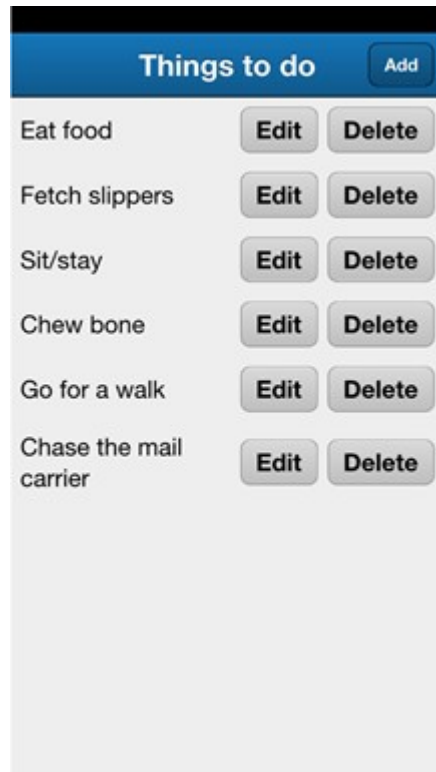 Things to do Add
Eat food Edit Delete
Fetch slippers Edit Delete
Sit/stay Edit Delete
Chew bone Edit Delete
Go for a walk Edit Delete
Chase the mail
carrier Edit Delete